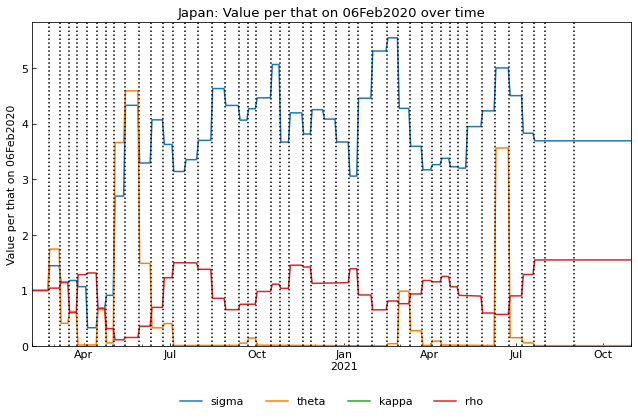 Japan: Value per that on 06Feb2020 over time
Value per that on 06Feb2020
5
4
3
2
1
0
Apr Jul Oct Jan Apr Jul Oct
2021
sigma theta kappa rho